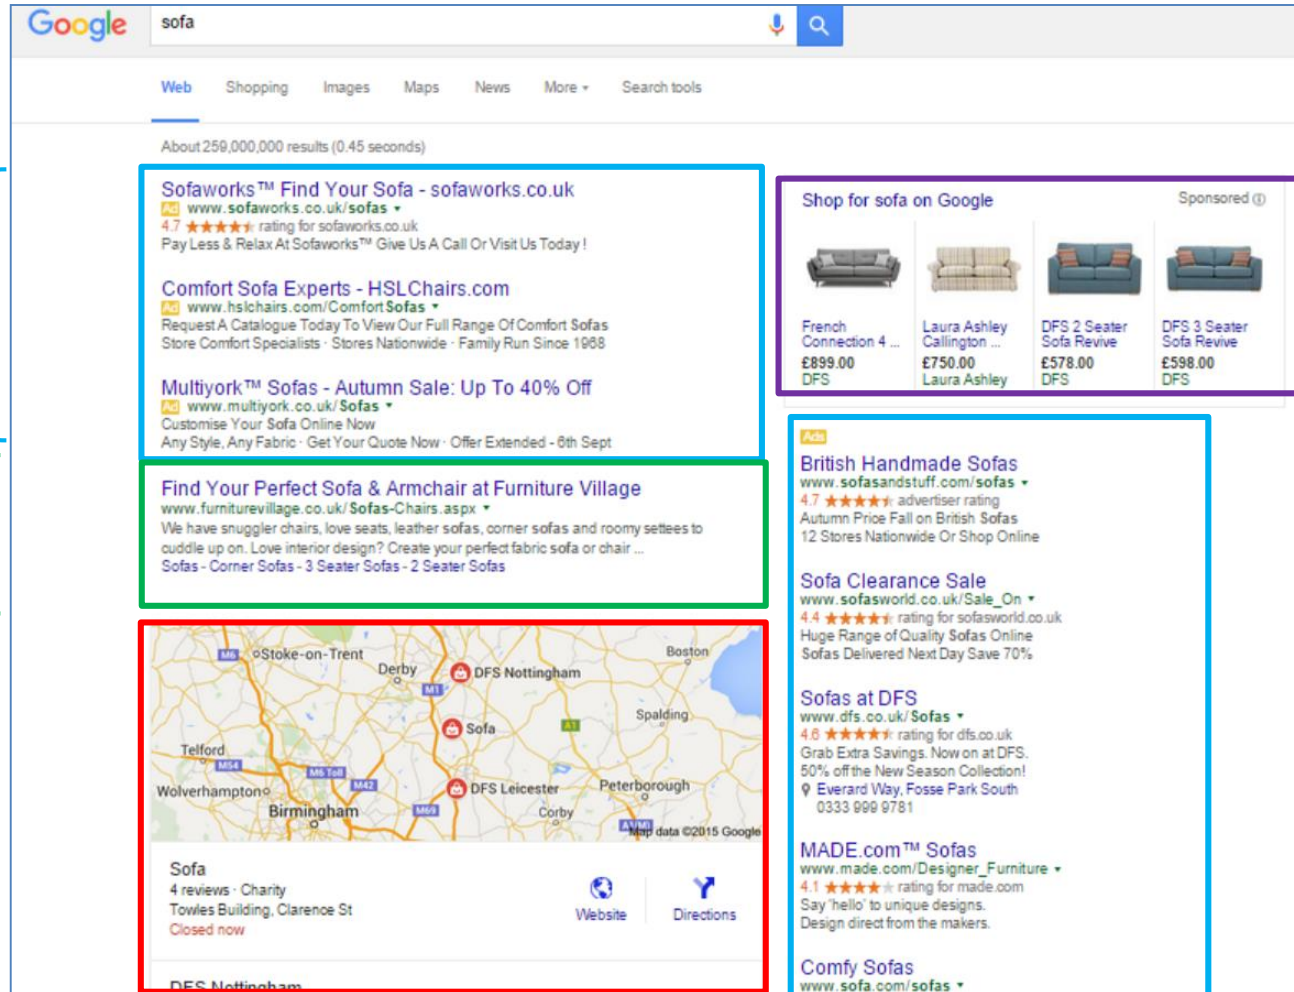 Google
sofa
Web Shopping Images Maps News More Search tools
About 259,000,000 results (0.45 seconds)
Sofaworks™ Find Your Sofa - sofaworks.co.uk
Ad www.sofaworks.co.uk/sofas
4.7 rating for sofaworks.co.uk
Pay Less & Relax At Sofaworks™ Give Us A Call Or Visit Us Today !
Comfort Sofa Experts - HSLChairs.com
Ad www.hslchairs.com/ComfortSofas
Request A Catalogue Today To View Our Full Range Of Comfort Sofas
Store Comfort Specialists · Stores Nationwide · Family Run Since 1968
Multiyork™ Sofas - Autumn Sale: Up To 40% Off
Ad www.multiyork.co.uk/Sofas
Customise Your Sofa Online Now
Any Style, Any Fabric · Get Your Quote Now · Offer Extended - 6th Sept
Find Your Perfect Sofa & Armchair at Furniture Village
www.furniturevillage.co.uk/Sofas-Chairs.aspx
We have snuggler chairs, love seats, leather sofas, corner sofas and roomy settees to
cuddle up on. Love interior design? Create your perfect fabric sofa or chair ...
Sofas - Corner Sofas - 3 Seater Sofas - 2 Seater Sofas
M6 Stoke-on-Trent
Derby
DFS Nottingham
Boston
M1
Sofa
A1
Spalding
Telford
M54
M6 Toll
Wolverhampton
M42
DFS Leicester
Peterborough
Birmingham
M69
Corby
A1(M)
Map data ©2015 Google
Sofa
4 reviews · Charity
Towles Building, Clarence St
Closed now
Website
Directions
DFS Nottingham
Shop for sofa on Google
Sponsored
French
Connection 4 ...
£899.00
DFS
Laura Ashley
Callington ...
£750.00
Laura Ashley
DFS 2 Seater
Sofa Revive
£578.00
DFS
DFS 3 Seater
Sofa Revive
£598.00
DFS
Ads
British Handmade Sofas
www.sofasandstuff.com/sofas
4.7 advertiser rating
Autumn Price Fall on British Sofas
12 Stores Nationwide Or Shop Online
Sofa Clearance Sale
www.sofasworld.co.uk/Sale_On
4.4 rating for sofasworld.co.uk
Huge Range of Quality Sofas Online
Sofas Delivered Next Day Save 70%
Sofas at DFS
www.dfs.co.uk/Sofas
4.6 rating for dfs.co.uk
Grab Extra Savings. Now on at DFS.
50% off the New Season Collection!
Everard Way, Fosse Park South
0333 999 9781
MADE.com™ Sofas
www.made.com/Designer_Furniture
4.1 rating for made.com
Say 'hello' to unique designs.
Design direct from the makers.
Comfy Sofas
www.sofa.com/sofas